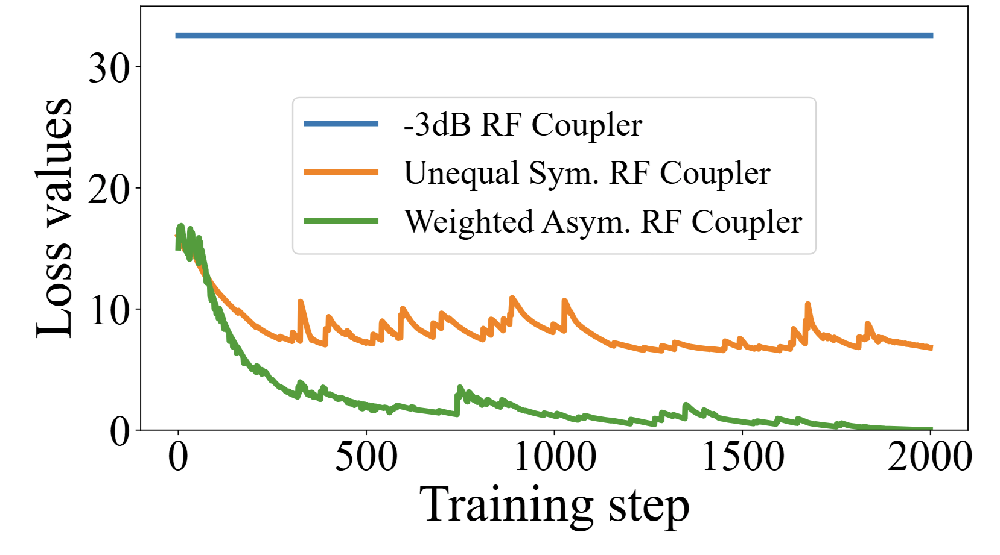 Loss values
30
20
10
0
-3dB RF Coupler
Unequal Sym. RF Coupler
Weighted Asym. RF Coupler
0 500 1000 1500 2000
Training step